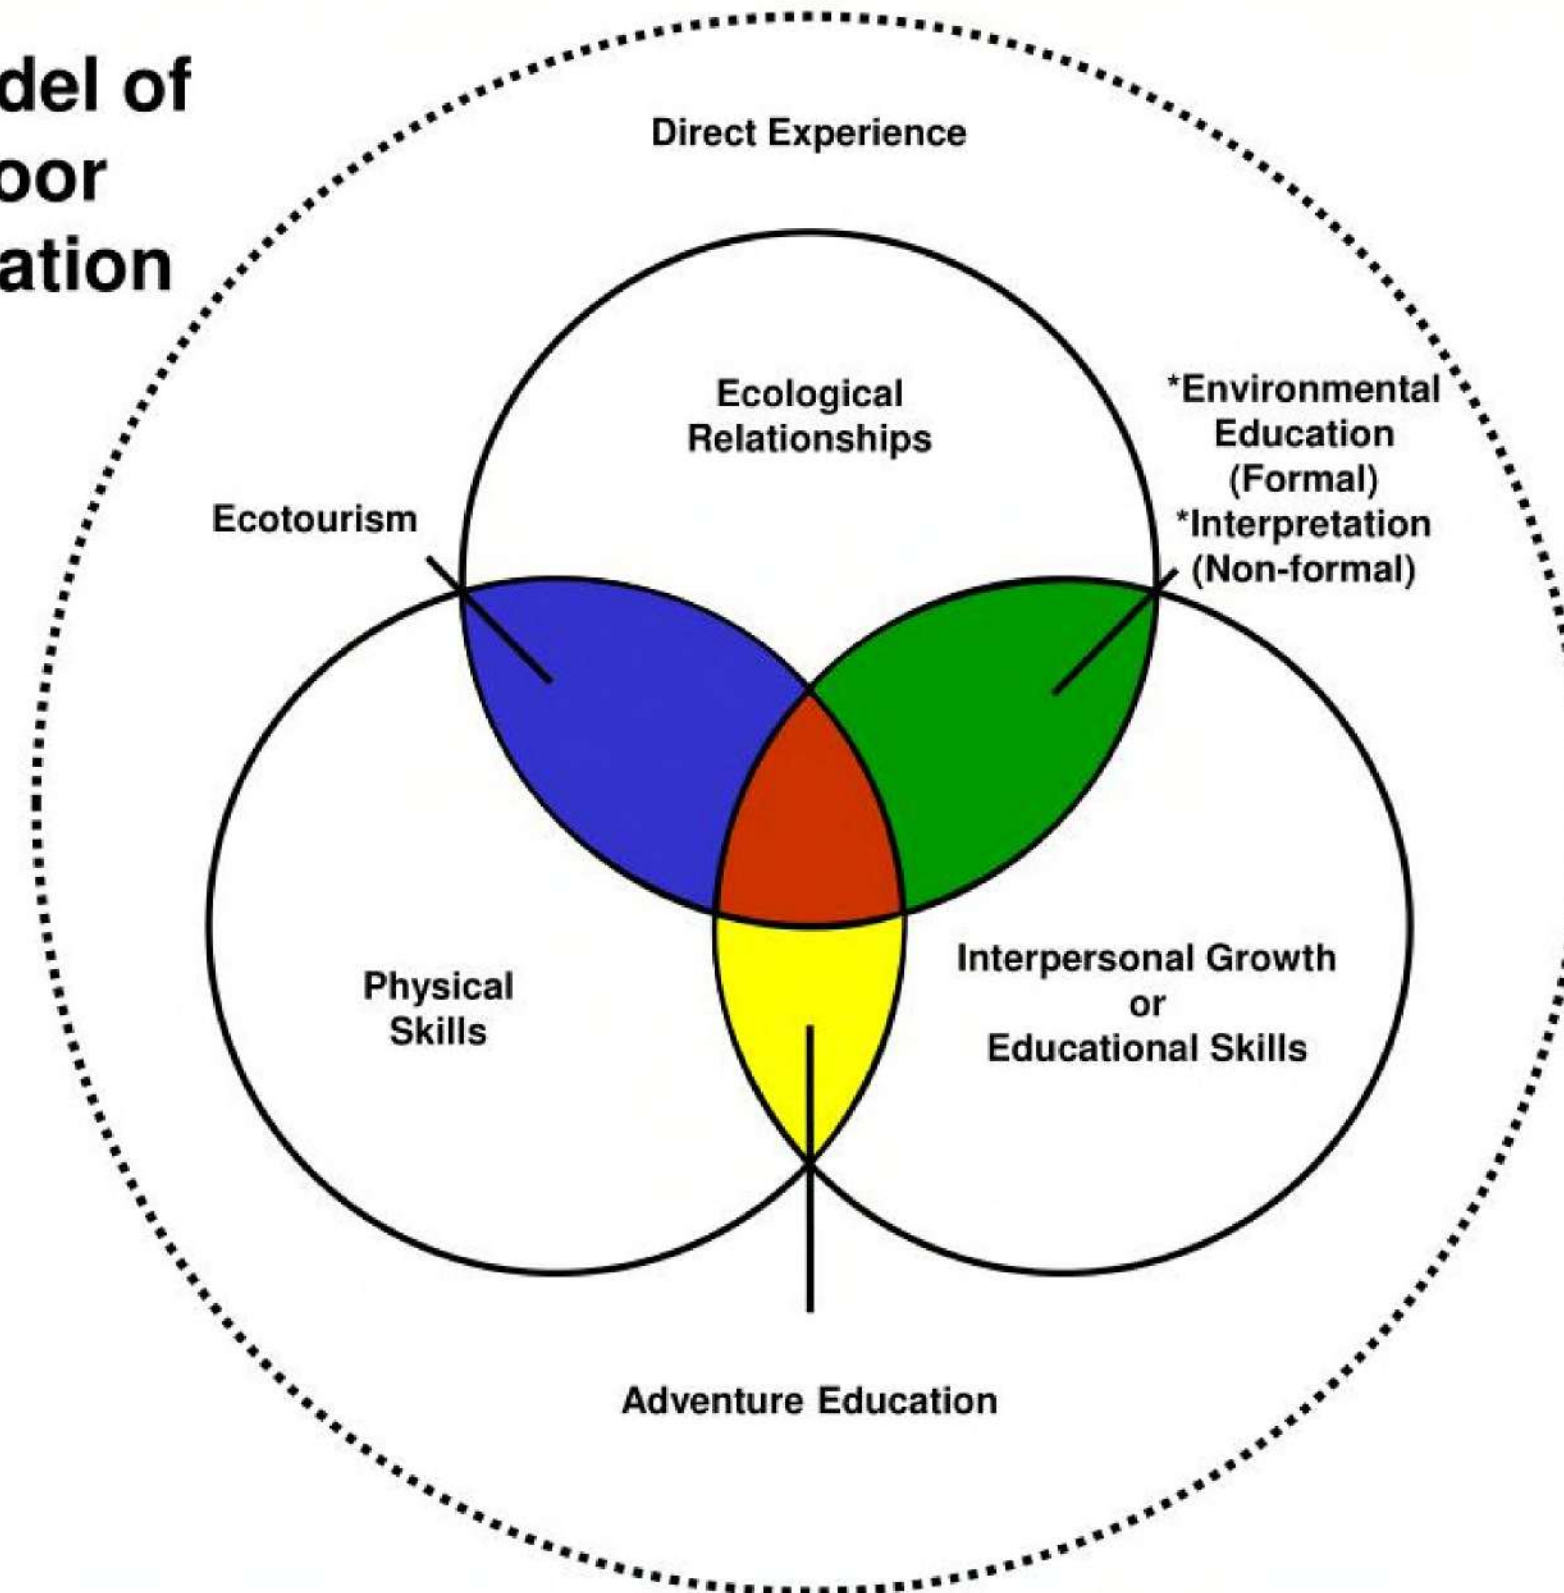 del of
oor
ation
Direct Experience
Ecological
Relationships
*Environmental
Education
(Formal)
*Interpretation
(Non-formal)
Ecotourism
Physical
Skills
Interpersonal Growth
or
Educational Skills
Adventure Education